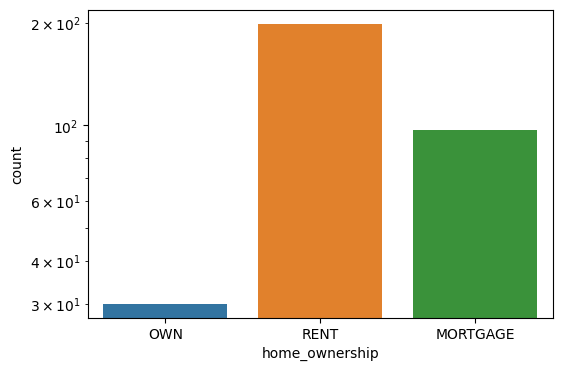 2 × 10²
10²
6 × 10¹
4 × 10¹
3 × 10¹
count
OWN RENT MORTGAGE
home_ownership